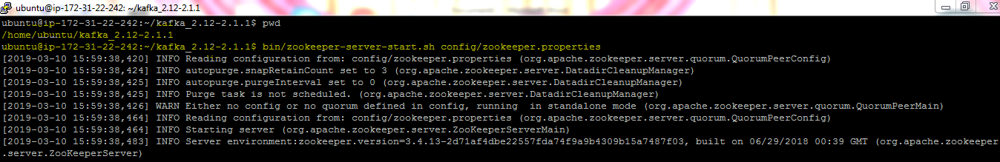 ubuntu@ip-172-31-22-242: ~/kafka_2.12-2.1.1
ubuntu@ip-172-31-22-242:~/kafka_2.12-2.1.1$ pwd
/home/ubuntu/kafka_2.12-2.1.1
ubuntu@ip-172-31-22-242:~/kafka_2.12-2.1.1$ bin/zookeeper-server-start.sh config/zookeeper.properties
[2019-03-10 15:59:38,420] INFO Reading configuration from: config/zookeeper.properties (org.apache.zookeeper.server.quorum.QuorumPeerConfig)
[2019-03-10 15:59:38,424] INFO autopurge.snapRetainCount set to 3 (org.apache.zookeeper.server.DatadirCleanupManager)
[2019-03-10 15:59:38,425] INFO autopurge.purgeInterval set to 0 (org.apache.zookeeper.server.DatadirCleanupManager)
[2019-03-10 15:59:38,425] INFO Purge task is not scheduled. (org.apache.zookeeper.server.DatadirCleanupManager)
[2019-03-10 15:59:38,426] WARN Either no config or no quorum defined in config, running  in standalone mode (org.apache.zookeeper.server.quorum.QuorumPeerMain)
[2019-03-10 15:59:38,464] INFO Reading configuration from: config/zookeeper.properties (org.apache.zookeeper.server.quorum.QuorumPeerConfig)
[2019-03-10 15:59:38,464] INFO Starting server (org.apache.zookeeper.server.ZooKeeperServerMain)
[2019-03-10 15:59:38,483] INFO Server environment:zookeeper.version=3.4.13-2d71af4dbe22557fda74f9a9b4309b15a7487f03, built on 06/29/2018 00:39 GMT (org.apache.zookeeper
.server.ZooKeeperServer)